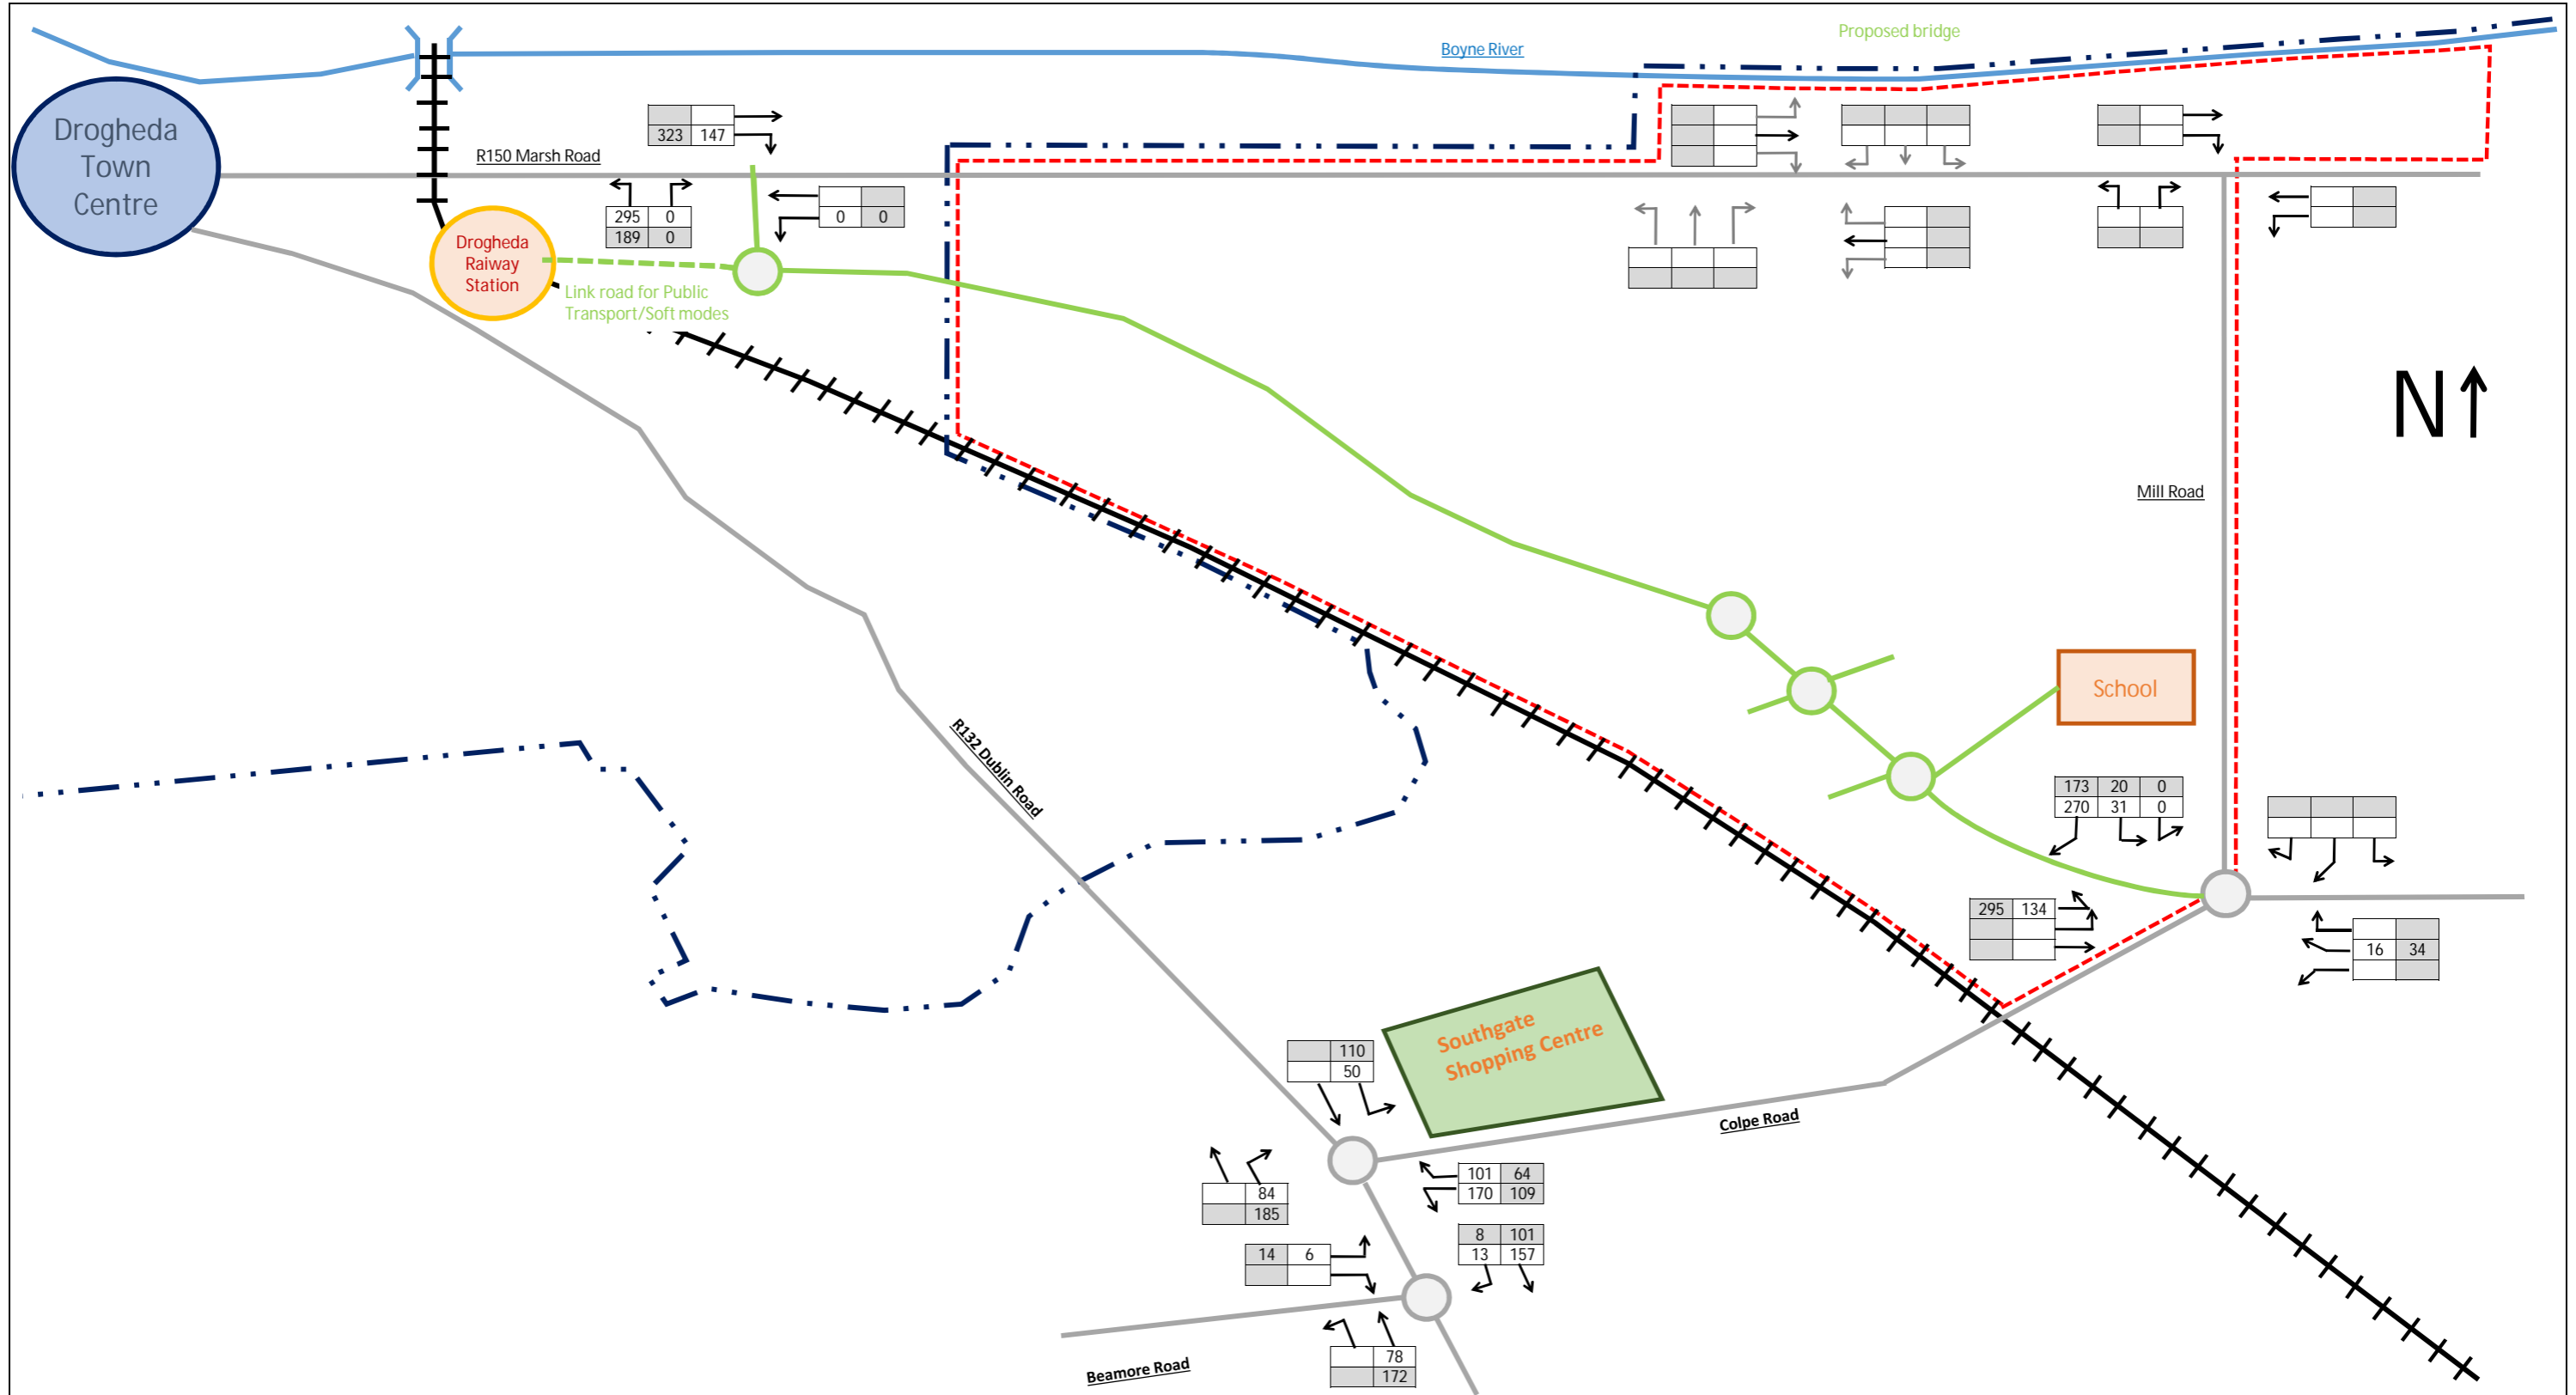 Proposed bridge
Boyne River
Drogheda
Town
Centre
323 147
R150 Marsh Road
295 0
189 0
0 0
Drogheda
Raiway
Station
Link road for Public
Transport/Soft modes
N
Mill Road
School
R132 Dublin Road
173 20 0
270 31 0
295 134
16 34
Southgate
Shopping Centre
110
50
Colpe Road
101 64
170 109
84
185
8 101
13 157
14 6
78
172
Beamore Road